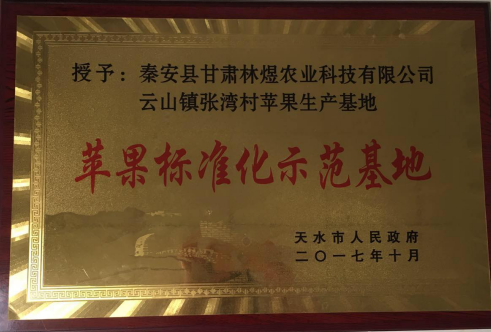 授予：秦安县甘肃林煜农业科技有限公司
云山镇张湾村苹果生产基地
苹果标准化示范基地
天水市人民政府
二〇一七年十月